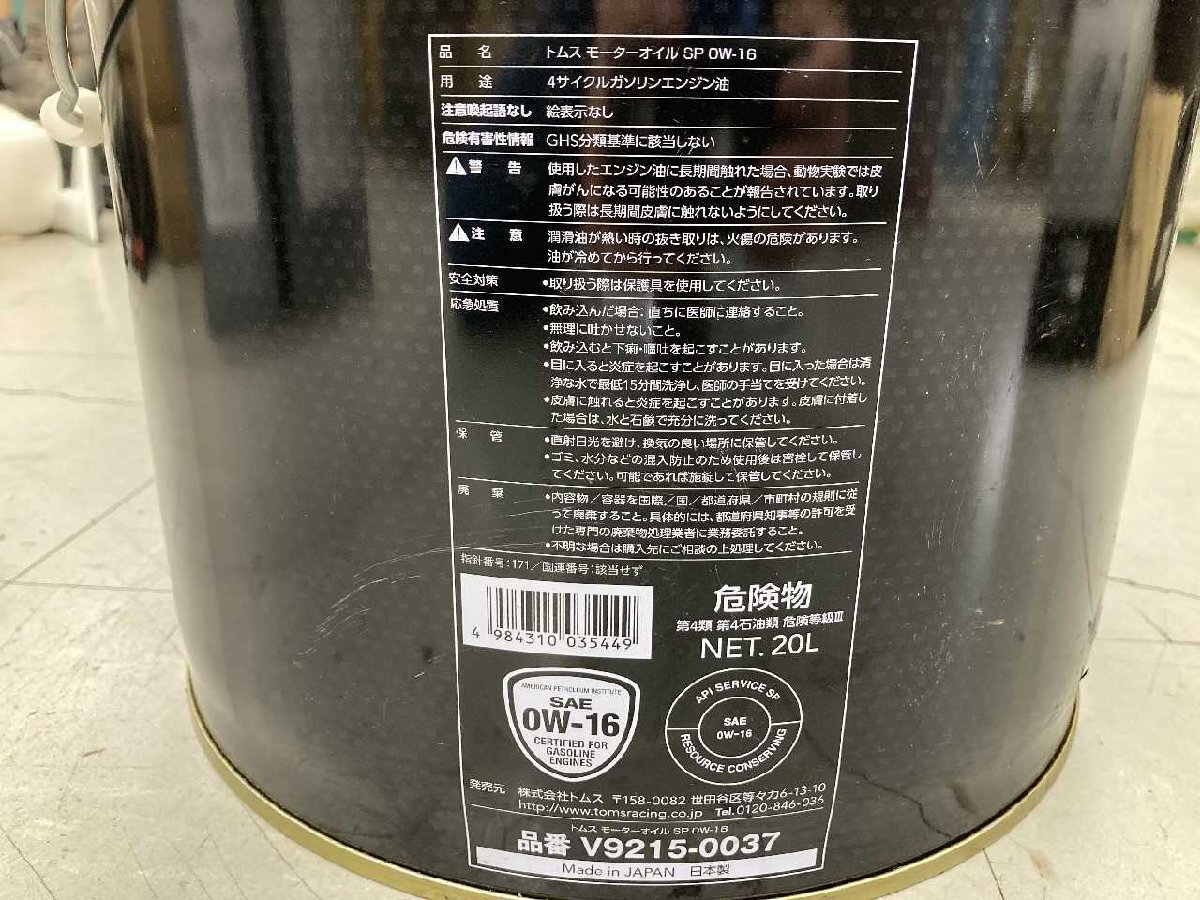 品名 トムス モーターオイル SP 0W-16
用途 4サイクルガソリンエンジン油
注意喚起語なし 絵表示なし
危険有害性情報 GHS分類基準に該当しない
警告 使用したエンジン油に長期間触れた場合、動物実験では皮
膚がんになる可能性のあることが報告されています。取り
扱う際は長期間皮膚に触れないようにしてください。
注意 潤滑油が熱い時の抜き取りは、火傷の危険があります。
油が冷めてから行ってください。
安全対策 •取り扱う際は保護具を使用してください。
応急処置 •飲み込んだ場合:直ちに医師に連絡すること。
•無理に吐かせないこと。
•飲み込むと下痢・嘔吐を起こすことがあります。
•目に入ると炎症を起こすことがあります。目に入った場合は清
浄な水で最低15分間洗浄し、医師の手当てを受けてください。
•皮膚に触れると炎症を起こすことがあります。皮膚に付着し
た場合は、水と石鹸で充分に洗ってください。
保管 •直射日光を避け、換気の良い場所に保管してください。
•ゴミ、水分などの混入防止のため使用後は密栓して保管し
てください。可能であれば施錠して保管してください。
廃棄 •内容物/容器を国際/国/都道府県/市町村の規則に従
って廃棄すること。具体的には、都道府県知事等の許可を受
けた専門の廃棄物処理業者に業務委託すること。
•不明な場合は購入先にご相談の上処理してください。
指針番号:171/国連番号:該当せず
4 984310 035449
危険物
第4類 第4石油類 危険等級III
NET. 20L
AMERICAN PETROLEUM INSTITUTE
SAE
0W-16
CERTIFIED FOR
GASOLINE
ENGINES
API SERVICE SP
SAE
0W-16
RESOURCE CONSERVING
発売元 株式会社トムス 〒158-0082 世田谷区等々力6-13-10
http://www.tomsracing.co.jp Tel.0120-846-036
トムス モーターオイル SP 0W-16
品番 V9215-0037
Made in JAPAN 日本製